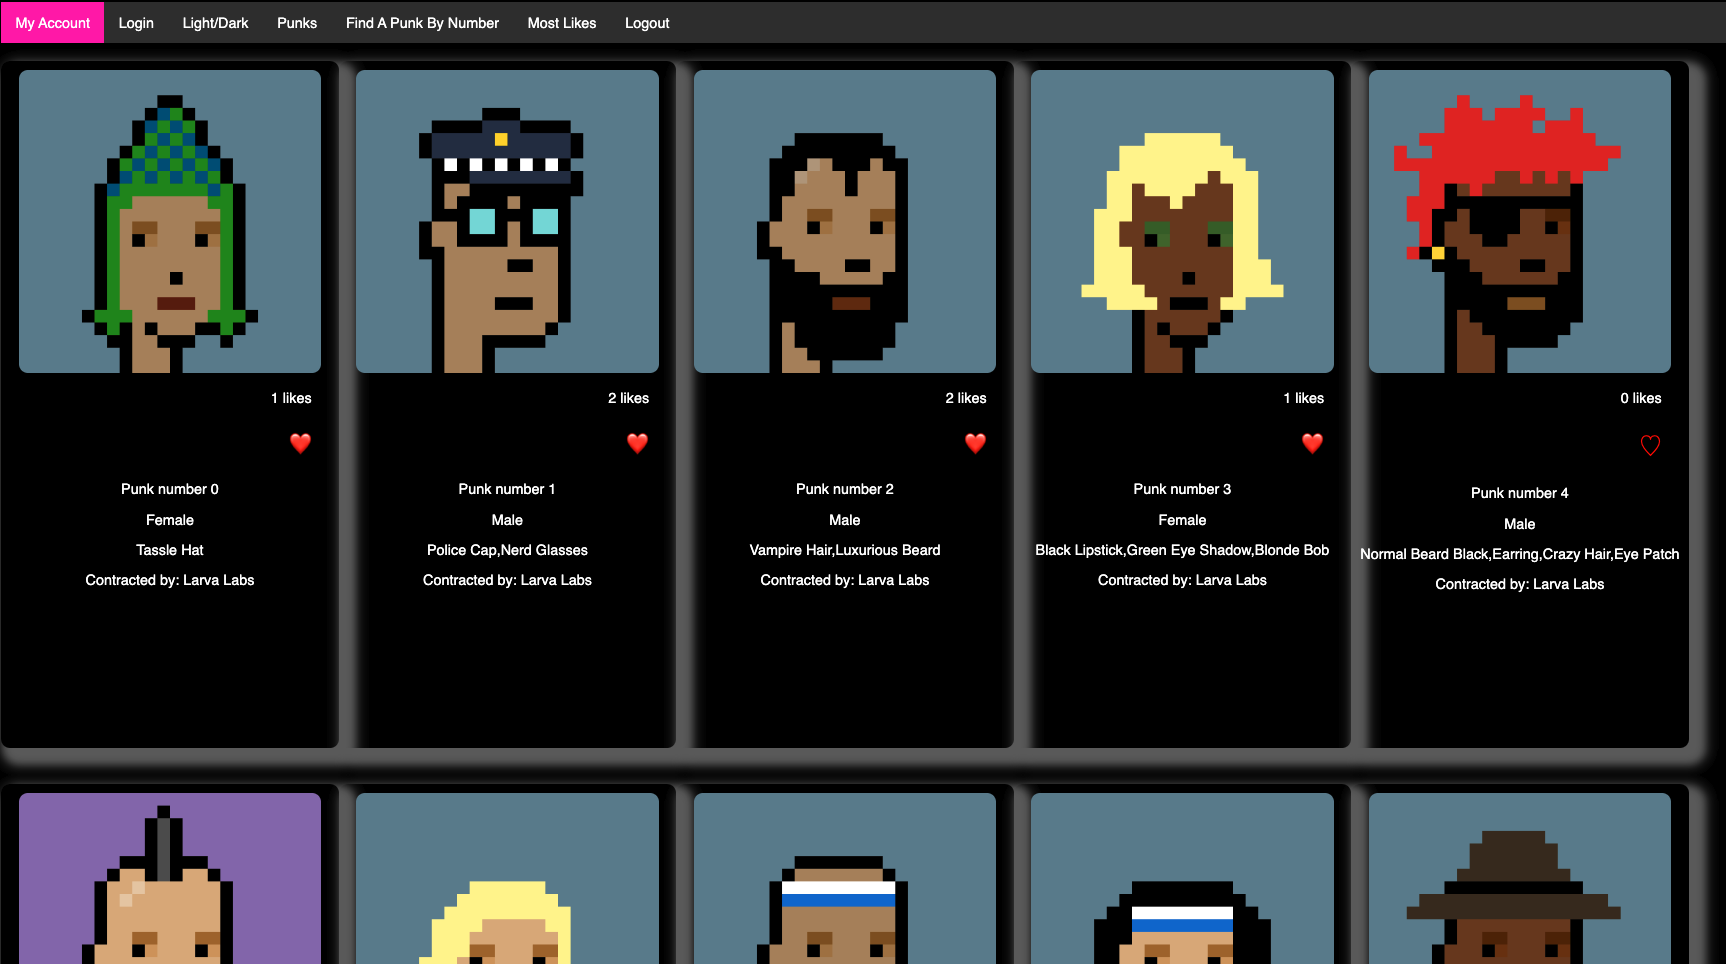 My Account Login Light/Dark Punks Find A Punk By Number Most Likes Logout
1 likes
Punk number 0
Female
Tassle Hat
Contracted by: Larva Labs
2 likes
Punk number 1
Male
Police Cap,Nerd Glasses
Contracted by: Larva Labs
2 likes
Punk number 2
Male
Vampire Hair,Luxurious Beard
Contracted by: Larva Labs
1 likes
Punk number 3
Female
Black Lipstick,Green Eye Shadow,Blonde Bob
Contracted by: Larva Labs
0 likes
Punk number 4
Male
Normal Beard Black,Earring,Crazy Hair,Eye Patch
Contracted by: Larva Labs